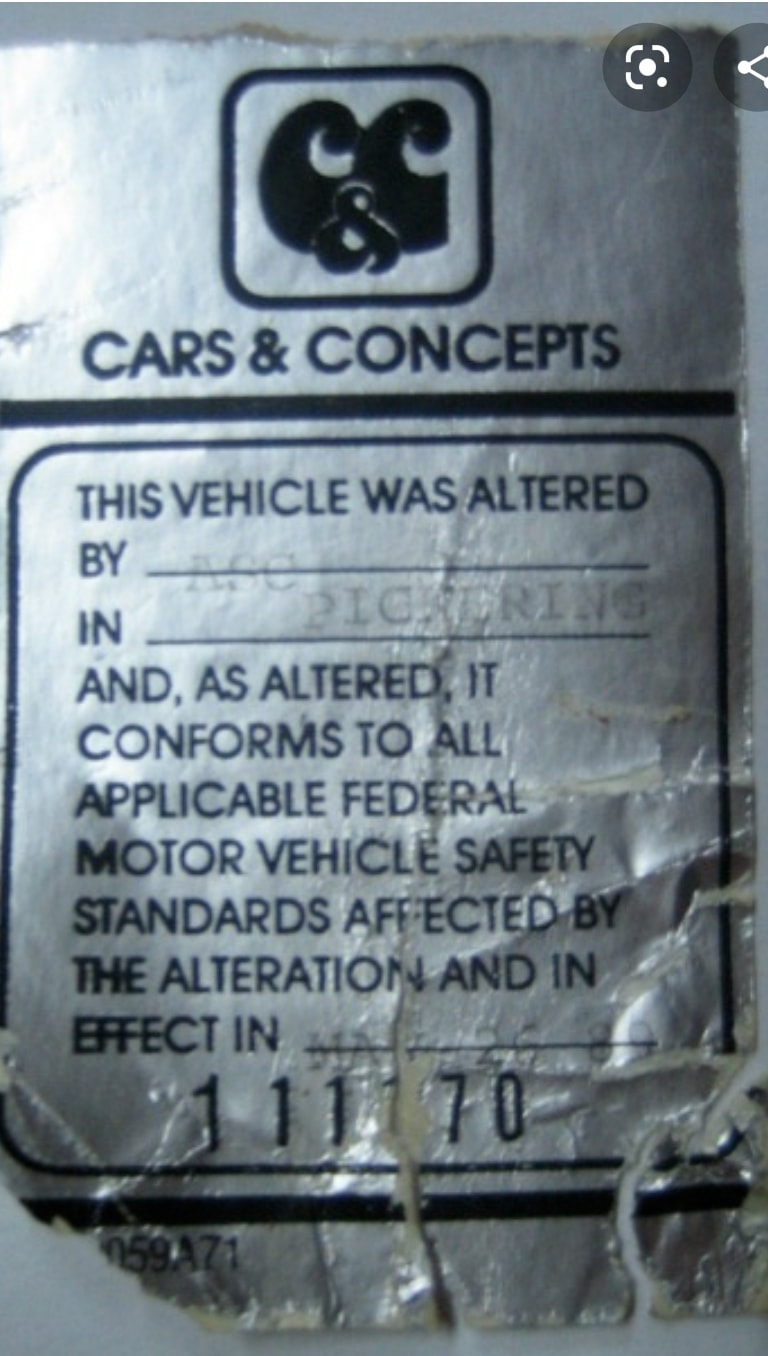 C&C
CARS & CONCEPTS
THIS VEHICLE WAS ALTERED
BY ASC
IN PICKERING
AND, AS ALTERED, IT
CONFORMS TO ALL
APPLICABLE FEDERAL
MOTOR VEHICLE SAFETY
STANDARDS AFFECTED BY
THE ALTERATION AND IN
EFFECT IN
059A71